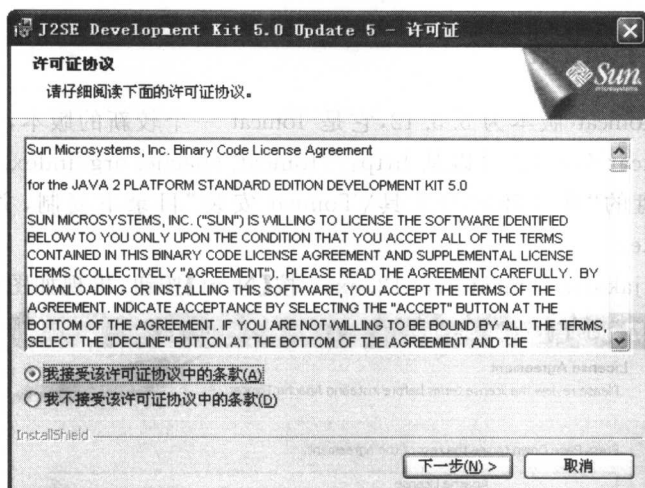 J2SE Development Kit 5.0 Update 5 - 许可证
许可证协议
请仔细阅读下面的许可证协议。
Sun
microsystems
Sun Microsystems, Inc. Binary Code License Agreement
for the JAVA 2 PLATFORM STANDARD EDITION DEVELOPMENT KIT 5.0
SUN MICROSYSTEMS, INC. ("SUN") IS WILLING TO LICENSE THE SOFTWARE IDENTIFIED
BELOW TO YOU ONLY UPON THE CONDITION THAT YOU ACCEPT ALL OF THE TERMS
CONTAINED IN THIS BINARY CODE LICENSE AGREEMENT AND SUPPLEMENTAL LICENSE
TERMS (COLLECTIVELY "AGREEMENT"). PLEASE READ THE AGREEMENT CAREFULLY. BY
DOWNLOADING OR INSTALLING THIS SOFTWARE, YOU ACCEPT THE TERMS OF THE
AGREEMENT. INDICATE ACCEPTANCE BY SELECTING THE "ACCEPT" BUTTON AT THE
BOTTOM OF THE AGREEMENT. IF YOU ARE NOT WILLING TO BE BOUND BY ALL THE TERMS,
SELECT THE "DECLINE" BUTTON AT THE BOTTOM OF THE AGREEMENT AND THE
我接受该许可证协议中的条款(A)
我不接受该许可证协议中的条款(D)
InstallShield
下一步(N) >
取消